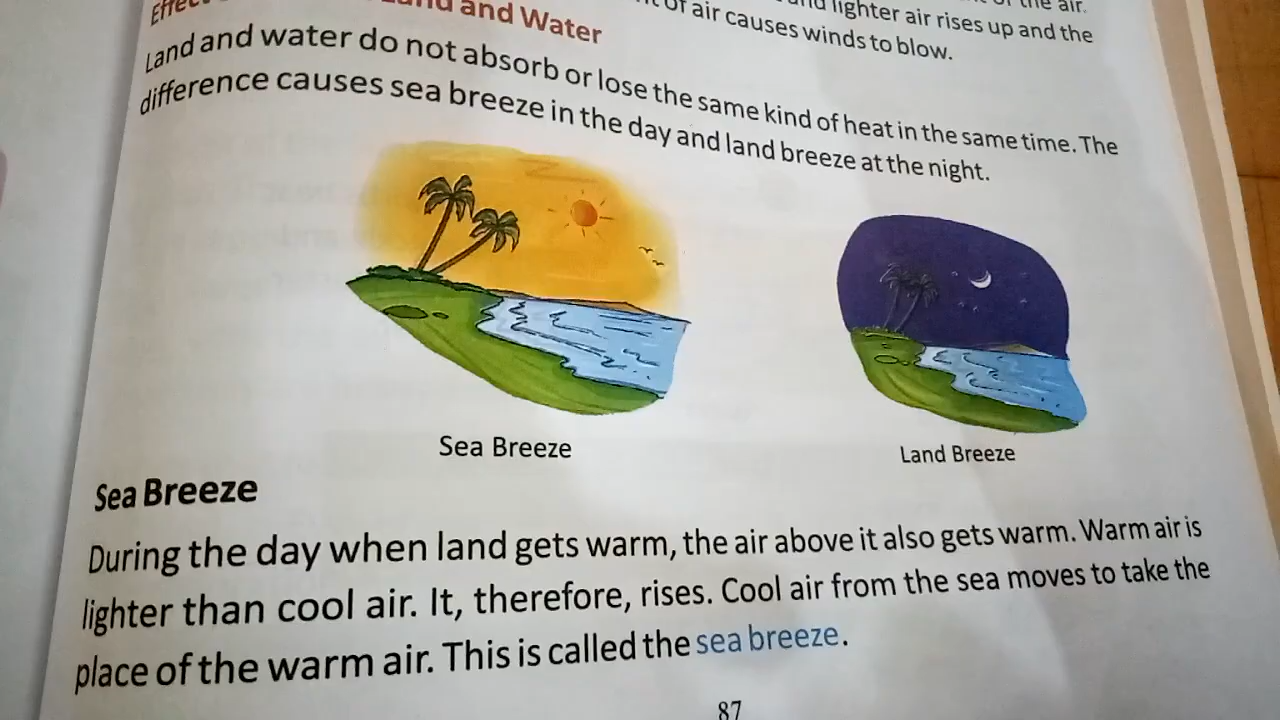 of the air.
and lighter air rises up and the
of air causes winds to blow.
Land and Water
Land and water do not absorb or lose the same kind of heat in the same time. The
difference causes sea breeze in the day and land breeze at the night.
Sea Breeze
Land Breeze
Sea Breeze
During the day when land gets warm, the air above it also gets warm. Warm air is
lighter than cool air. It, therefore, rises. Cool air from the sea moves to take the
place of the warm air. This is called the sea breeze.
87